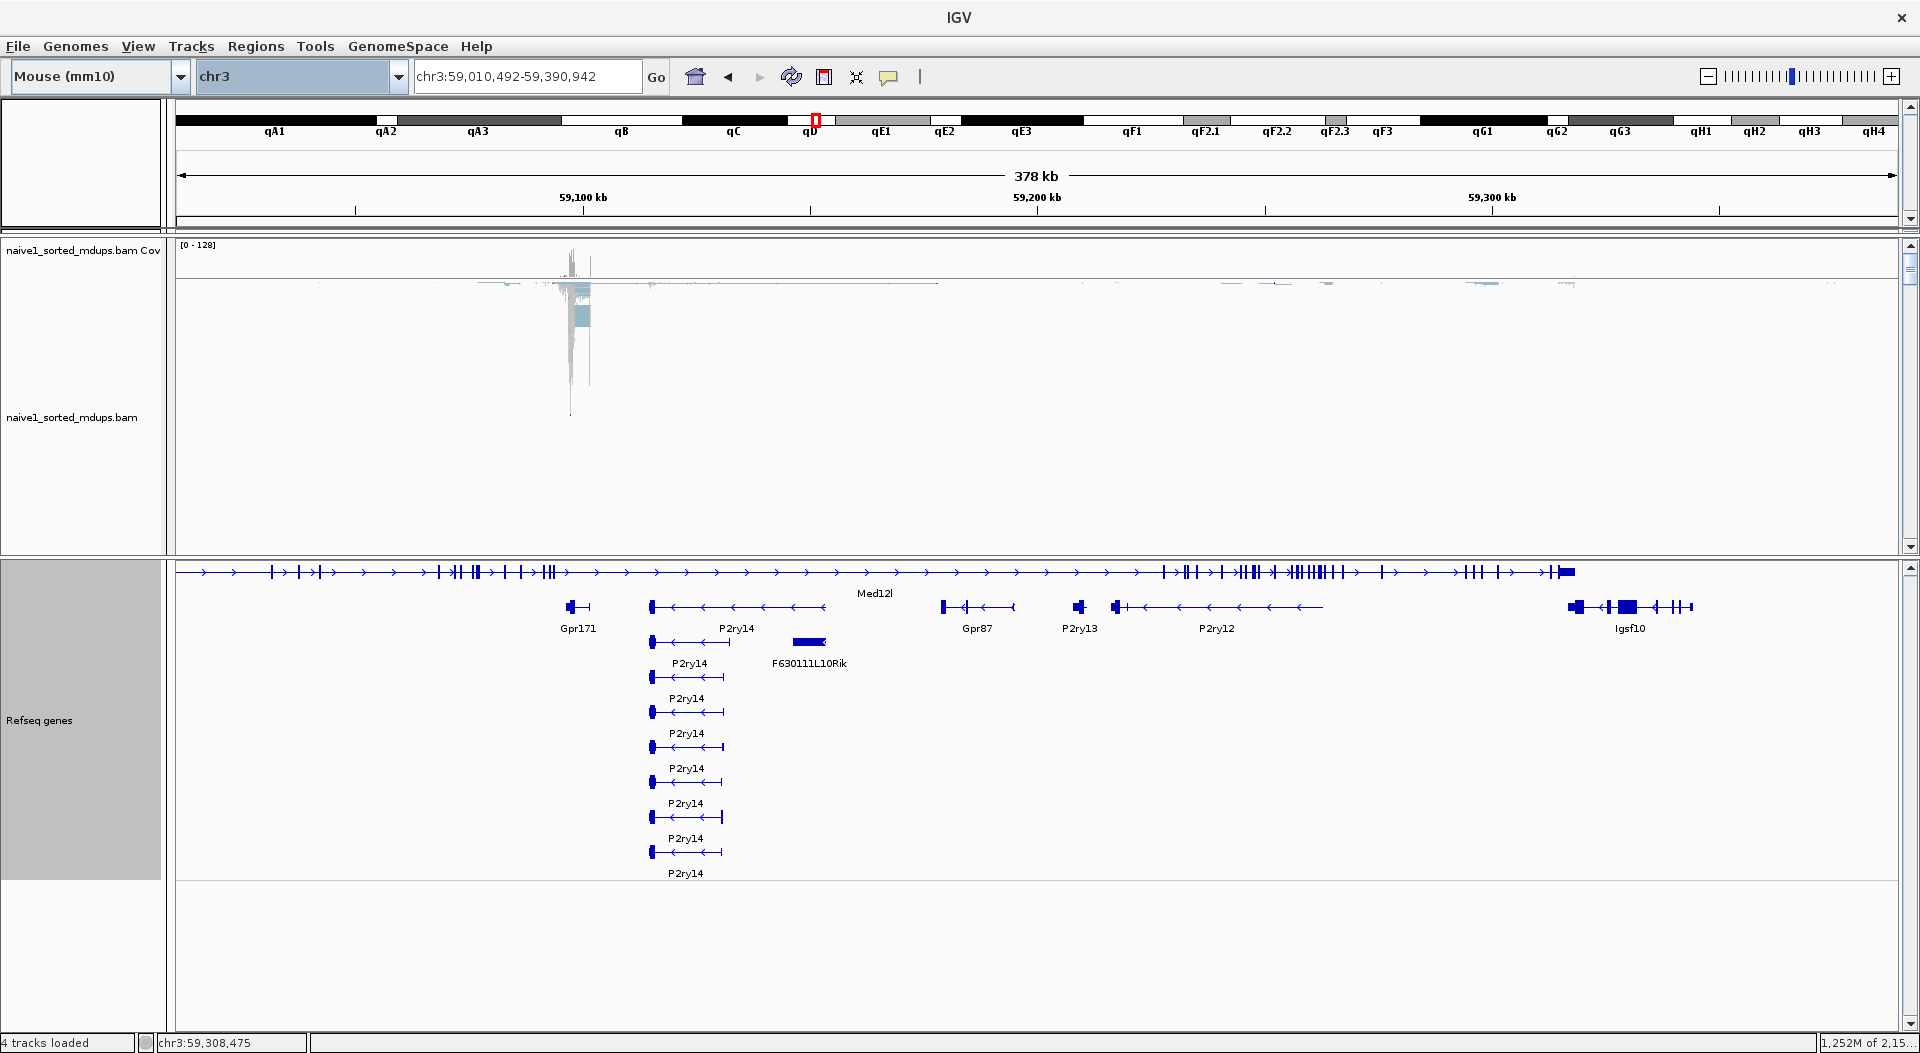 IGV
File Genomes View Tracks Regions Tools GenomeSpace Help
Mouse (mm10) chr3 chr3:59,010,492-59,390,942 Go
qA1 qA2 qA3 qB qC qD qE1 qE2 qE3 qF1 qF2.1 qF2.2 qF2.3 qF3 qG1 qG2 qG3 qH1 qH2 qH3 qH4
378 kb
59,100 kb 59,200 kb 59,300 kb
naive1_sorted_mdups.bam Cov [0 - 128]
naive1_sorted_mdups.bam
Med12l
Gpr171 P2ry14 Gpr87 P2ry13 P2ry12 Igsf10
P2ry14 F630111L10Rik
P2ry14
Refseq genes
P2ry14
P2ry14
P2ry14
P2ry14
P2ry14
4 tracks loaded chr3:59,308,475 1,252M of 2,15...